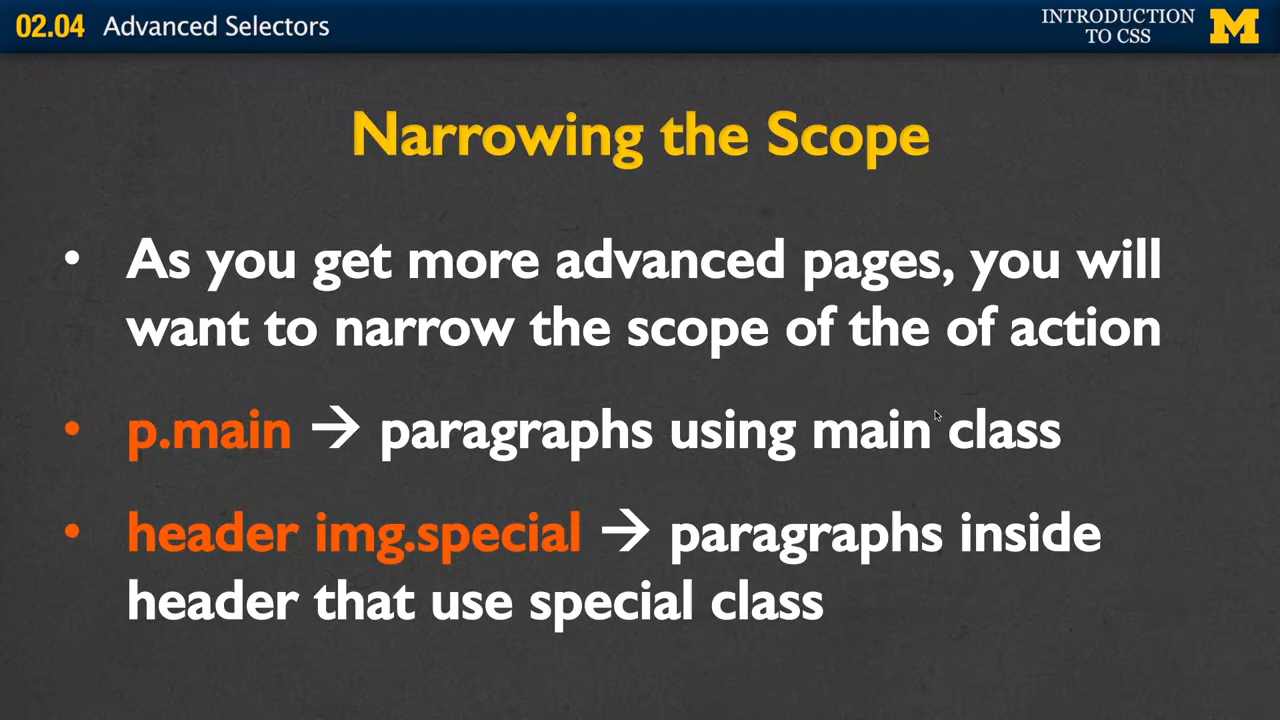 02.04 Advanced Selectors
INTRODUCTION
TO CSS
M
Narrowing the Scope
• As you get more advanced pages, you will
want to narrow the scope of the of action
• p.main → paragraphs using main class
• header img.special → paragraphs inside
header that use special class